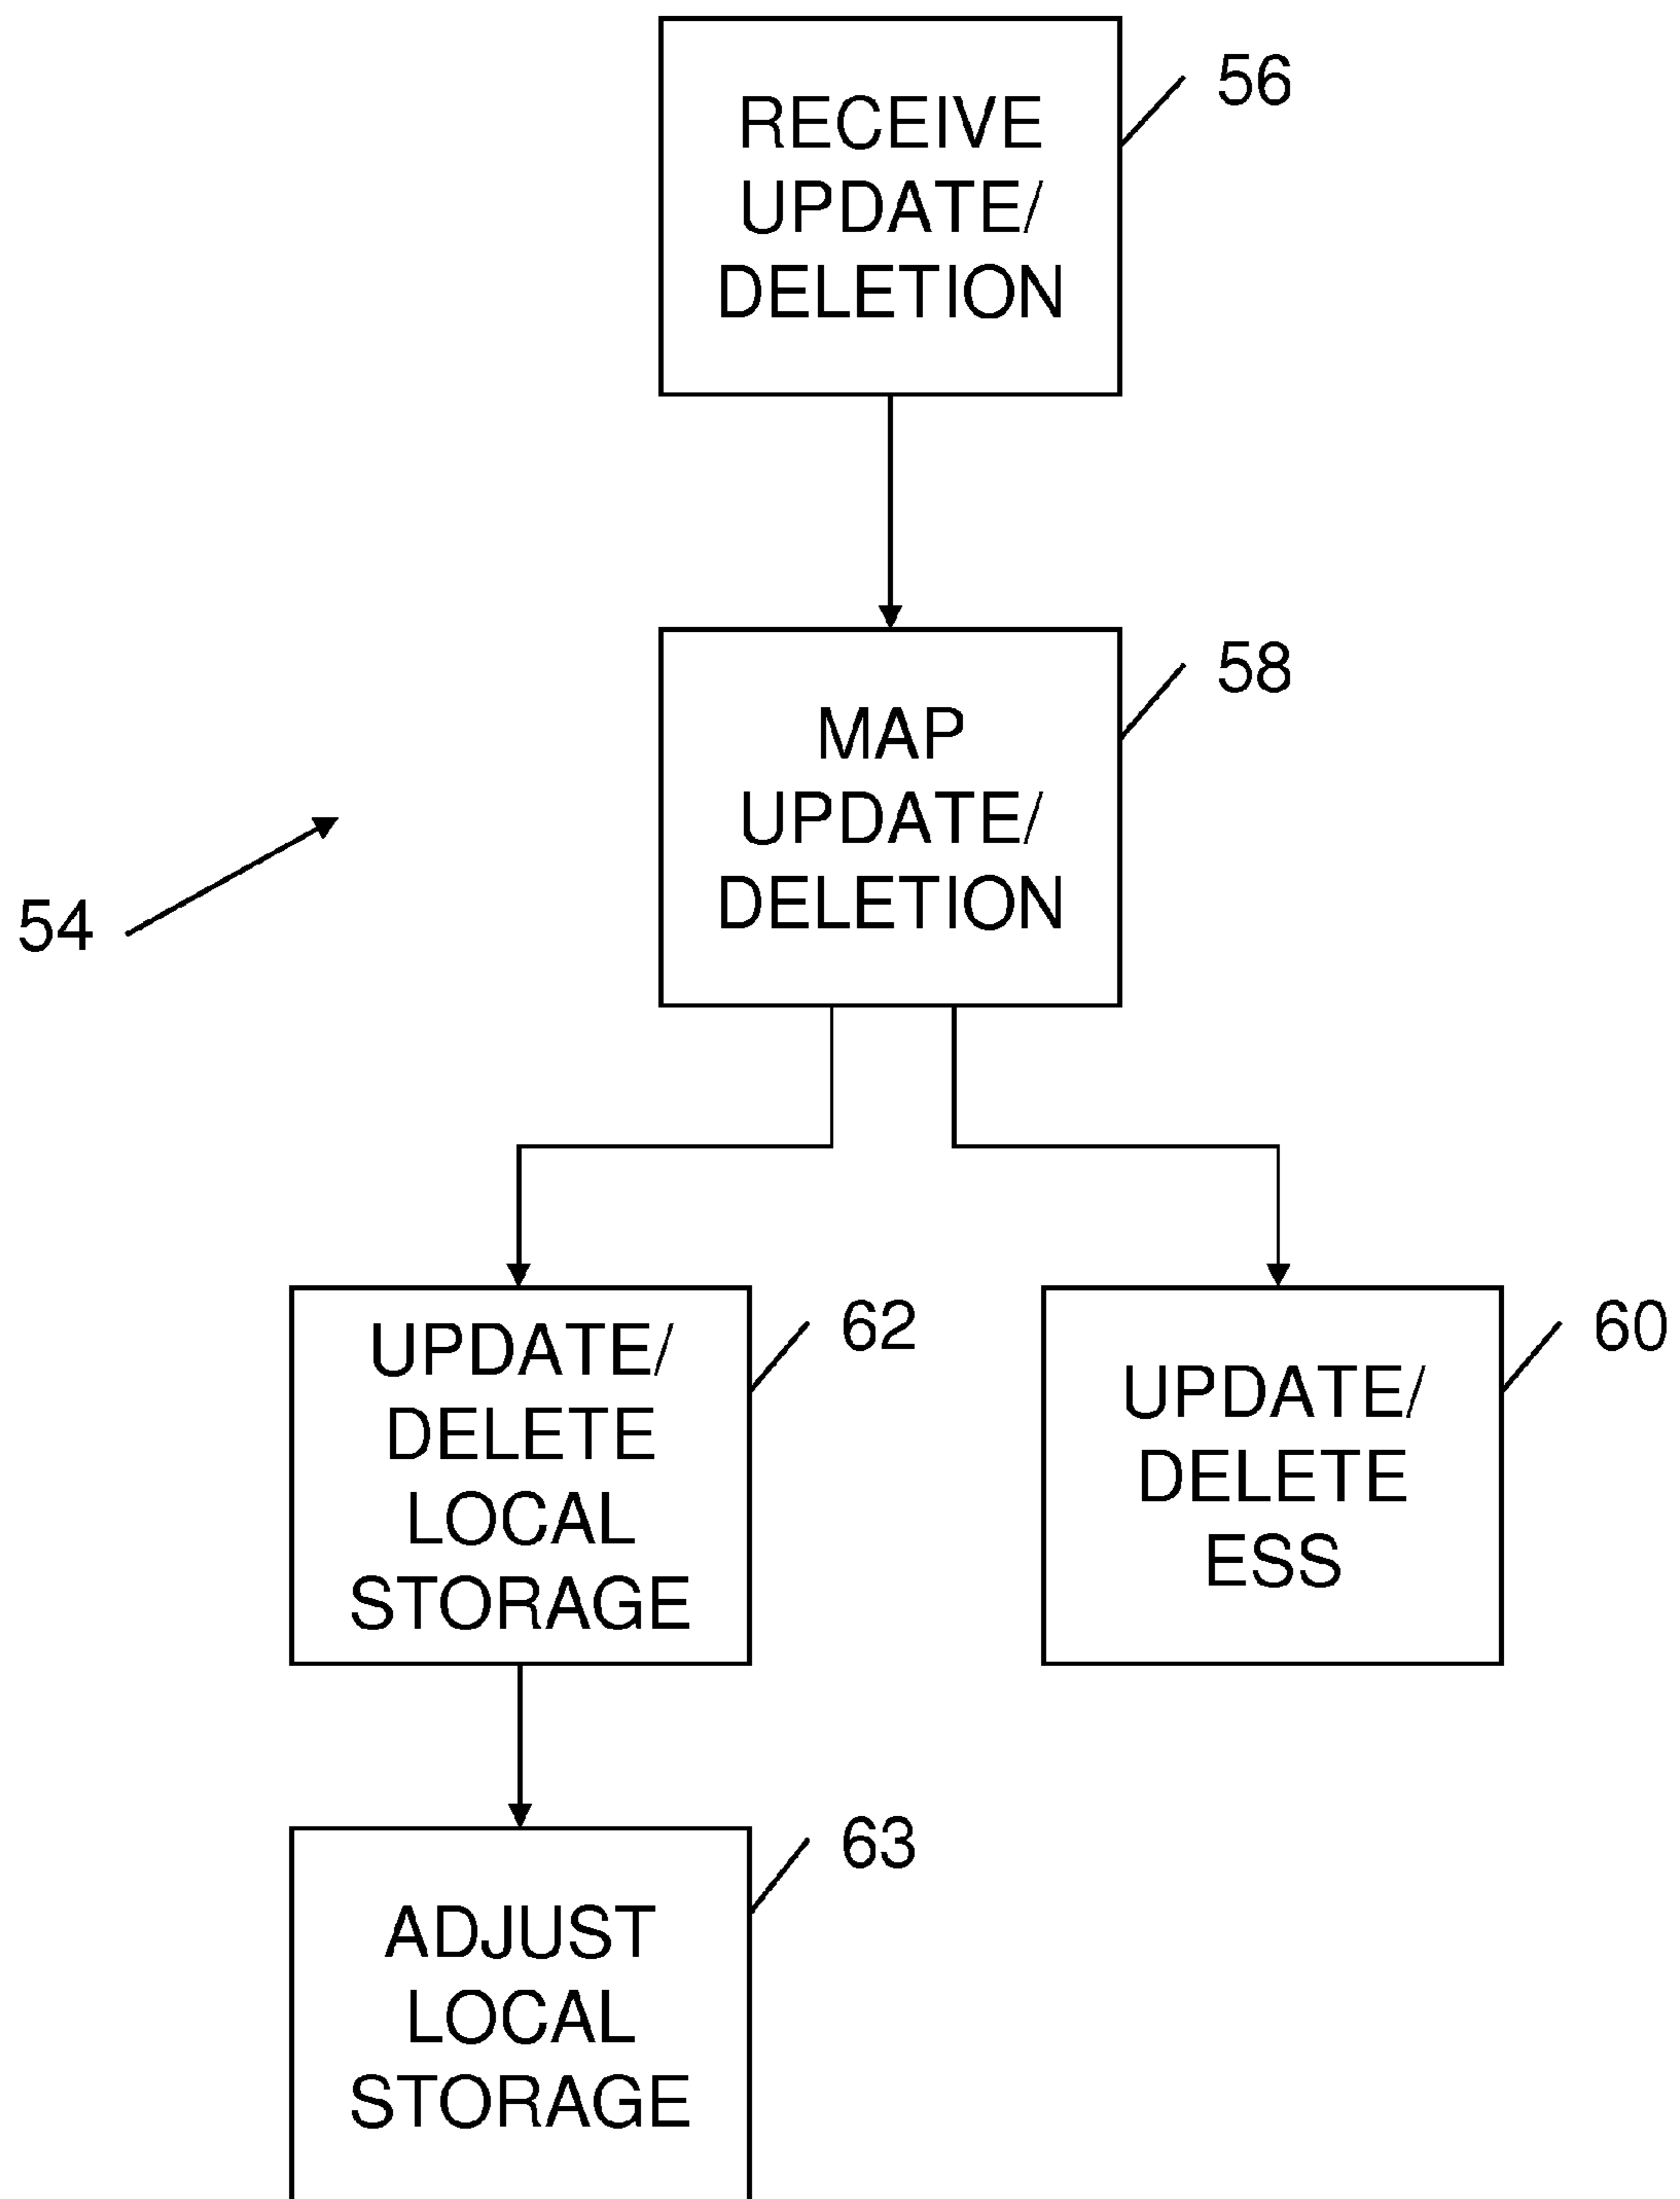 RECEIVE
UPDATE/
DELETION
56
MAP
UPDATE/
DELETION
58
54
UPDATE/
DELETE
LOCAL
STORAGE
62
UPDATE/
DELETE
ESS
60
ADJUST
LOCAL
STORAGE
63